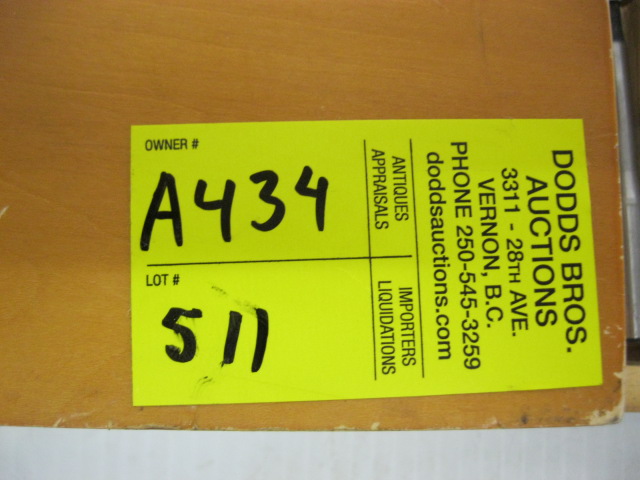 DODDS BROS.
AUCTIONS
3311 - 28TH AVE.
VERNON, B.C.
PHONE 250-545-3259
doddsauctions.com
ANTIQUES
APPRAISALS
IMPORTERS
LIQUIDATIONS
OWNER #
A434
LOT #
511